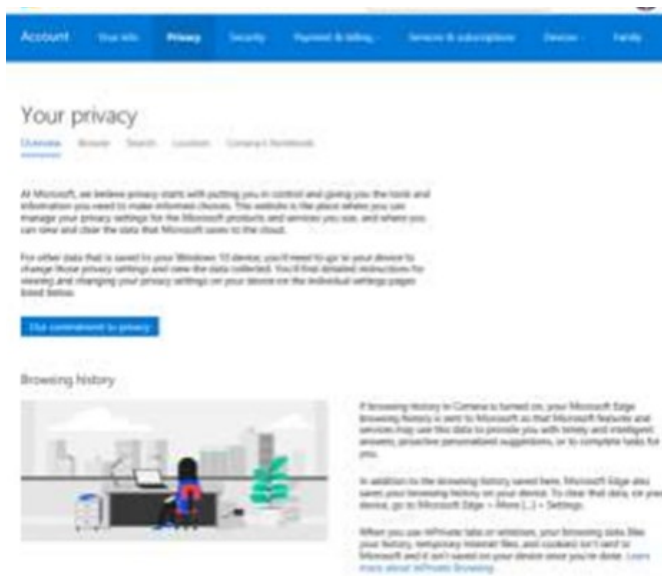 Account Your info Privacy Security Payment & billing Services & subscriptions Devices Family
Your privacy
Overview Browse Search Location Cortana's Notebook
At Microsoft, we believe privacy starts with putting you in control and giving you the tools and
information you need to make informed choices. This website is the place where you can
manage your privacy settings for the Microsoft products and services you use, and where you
can view and clear the data that Microsoft saves to the cloud.
For other data that is saved to your Windows 10 device, you'll need to go to your device to
change those privacy settings and view the data collected. You'll find detailed instructions for
viewing and changing your privacy settings on your device on the individual settings pages
listed below.
Our commitment to privacy
Browsing history
If browsing history in Cortana is turned on, your Microsoft Edge
browsing history is sent to Microsoft so that Microsoft features and
services may use this data to provide you with timely and intelligent
answers, proactive personalized suggestions, or to complete tasks for
you.
In addition to the browsing history saved here, Microsoft Edge also
saves your browsing history on your device. To clear that data, on your
device, go to Microsoft Edge > More [...] > Settings.
When you use InPrivate tabs or windows, your browsing data (like
your history, temporary internet files, and cookies) isn't sent to
Microsoft and it isn't saved on your device once you're done. Learn
more about InPrivate Browsing